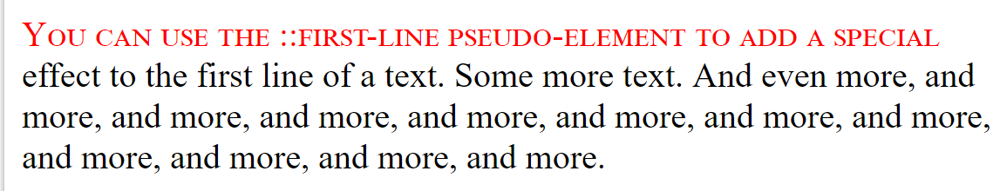 You can use the ::first-line pseudo-element to add a special
effect to the first line of a text. Some more text. And even more, and
more, and more, and more, and more, and more, and more, and more,
and more, and more, and more, and more.